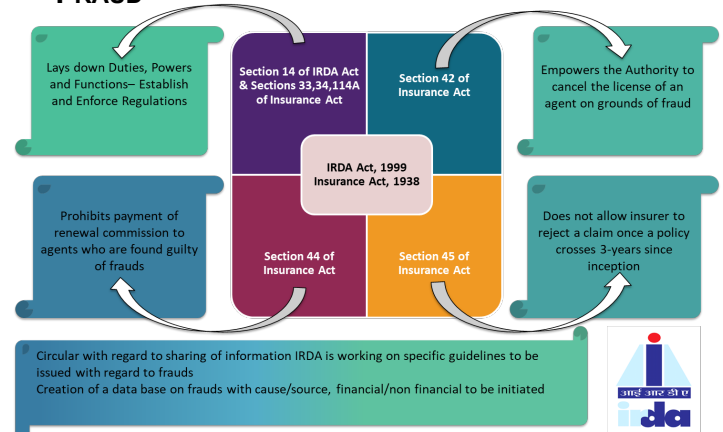 FRAUD
Lays down Duties, Powers
and Functions– Establish
and Enforce Regulations
Section 14 of IRDA Act
& Sections 33,34,114A
of Insurance Act
Section 42 of
Insurance Act
Empowers the Authority to
cancel the license of an
agent on grounds of fraud
IRDA Act, 1999
Insurance Act, 1938
Prohibits payment of
renewal commission to
agents who are found guilty
of frauds
Section 44 of
Insurance Act
Section 45 of
Insurance Act
Does not allow insurer to
reject a claim once a policy
crosses 3-years since
inception
Circular with regard to sharing of information IRDA is working on specific guidelines to be
issued with regard to frauds
Creation of a data base on frauds with cause/source, financial/non financial to be initiated
आई आर डी ए
irda